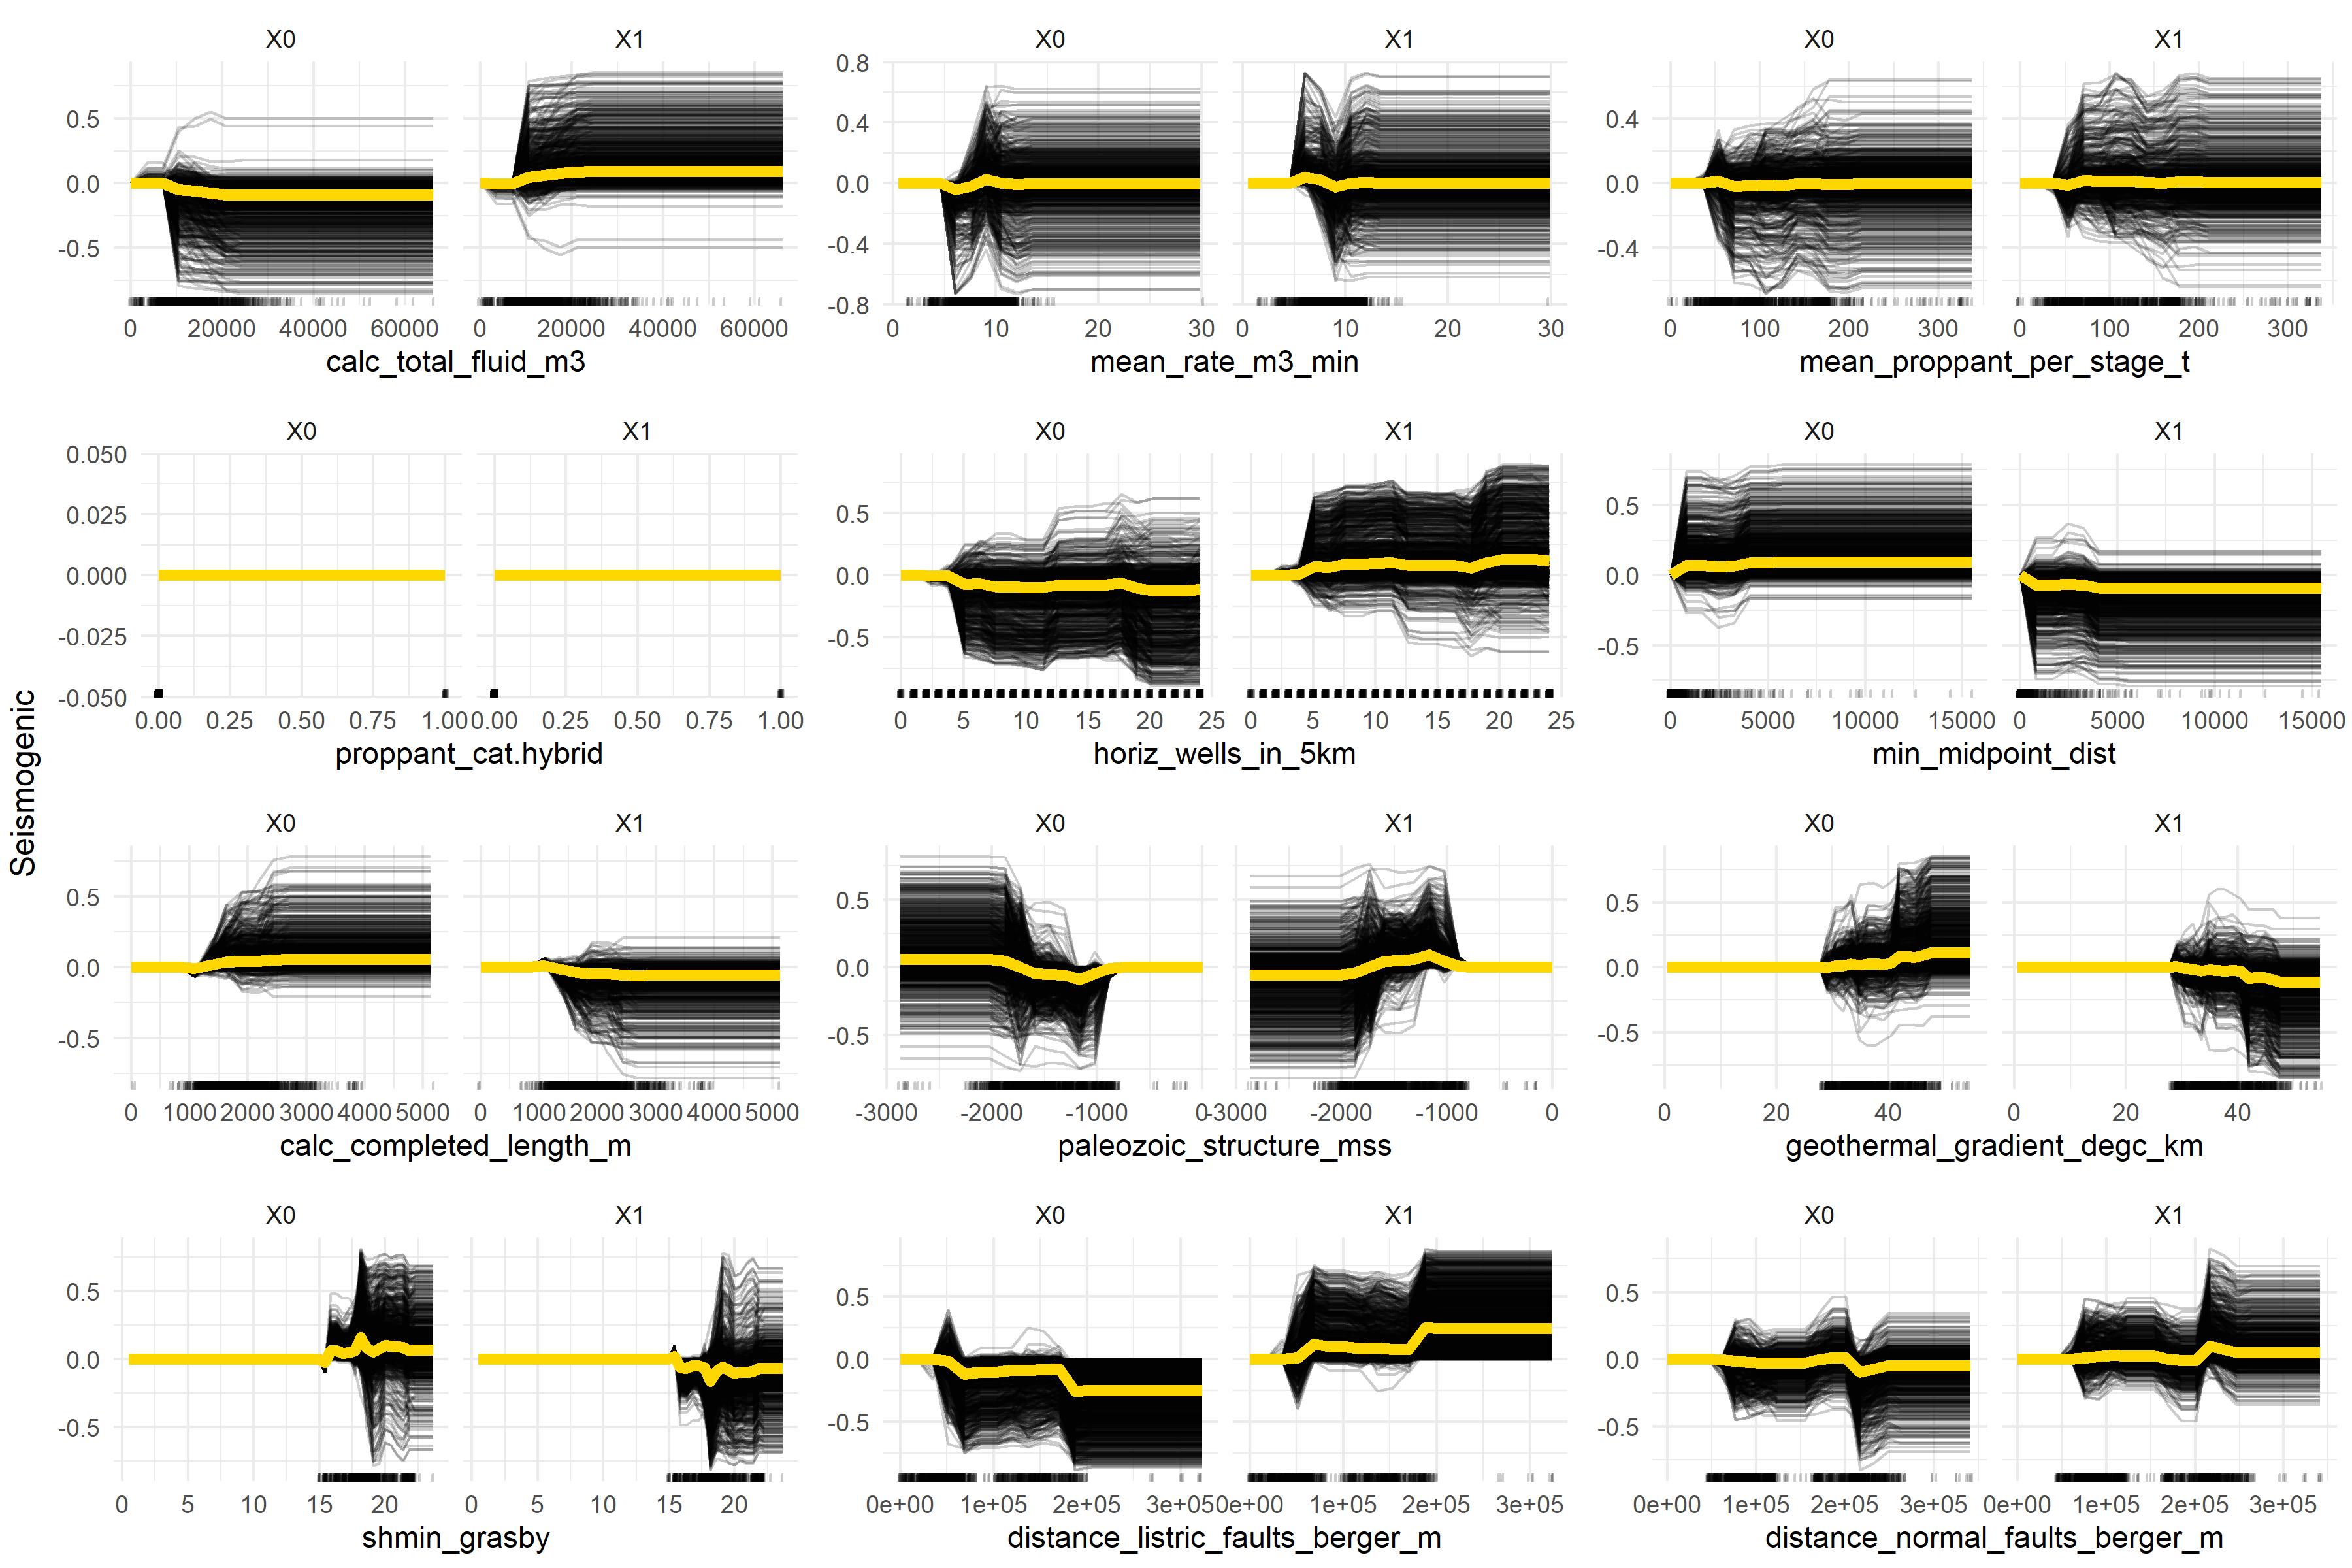 X0 X1 X0 X1 X0 X1
0.5
0.0
-0.5
0.8
0.4
0.0
-0.4
-0.8
0.4
0.0
-0.4
0 20000 40000 60000 0 20000 40000 60000
0 10 20 30 0 10 20 30
0 100 200 300 0 100 200 300
calc_total_fluid_m3 mean_rate_m3_min mean_proppant_per_stage_t
X0 X1 X0 X1 X0 X1
0.050
0.025
0.000
-0.025
-0.050
0.5
0.0
-0.5
0.5
0.0
-0.5
0.00 0.25 0.50 0.75 1.00 0.00 0.25 0.50 0.75 1.00
0 5 10 15 20 25 0 5 10 15 20 25
0 5000 10000 15000 0 5000 10000 15000
proppant_cat.hybrid horiz_wells_in_5km min_midpoint_dist
Seismogenic
X0 X1 X0 X1 X0 X1
0.5
0.0
-0.5
0.5
0.0
-0.5
0.5
0.0
-0.5
0 1000 2000 3000 4000 5000 0 1000 2000 3000 4000 5000
-3000 -2000 -1000 0 -3000 -2000 -1000 0
0 20 40 0 20 40
calc_completed_length_m paleozoic_structure_mss geothermal_gradient_degc_km
X0 X1 X0 X1 X0 X1
0.5
0.0
-0.5
0.5
0.0
-0.5
0.5
0.0
-0.5
0 5 10 15 20 0 5 10 15 20
0e+00 1e+05 2e+05 3e+05 0e+00 1e+05 2e+05 3e+05
0e+00 1e+05 2e+05 3e+05 0e+00 1e+05 2e+05 3e+05
shmin_grasby distance_listric_faults_berger_m distance_normal_faults_berger_m